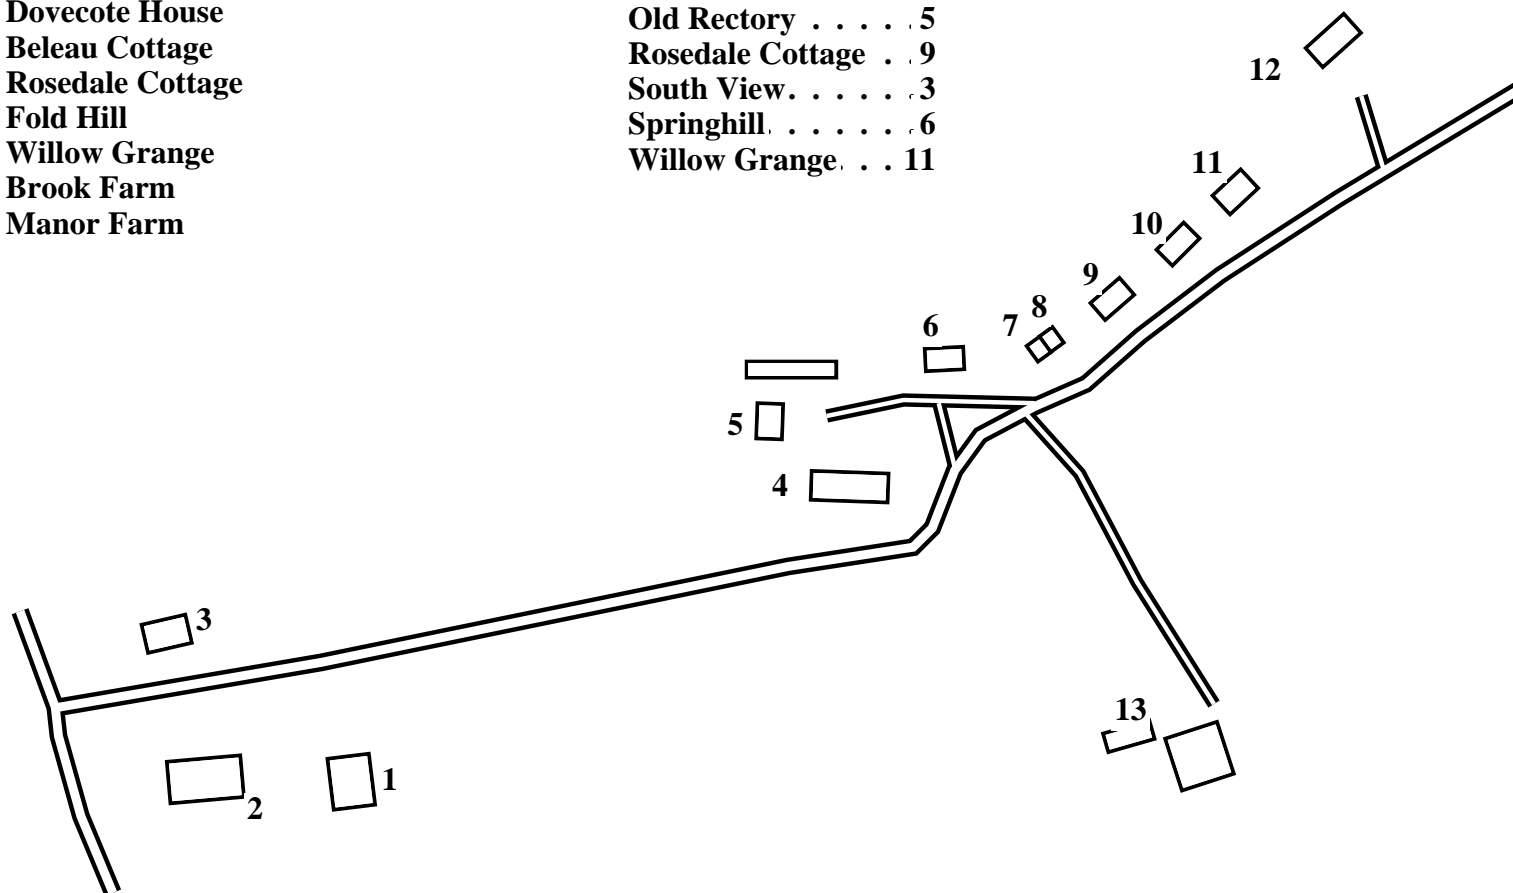 Dovecote House
Beleau Cottage
Rosedale Cottage
Fold Hill
Willow Grange
Brook Farm
Manor Farm
Old Rectory . . . . . 5
Rosedale Cottage . . 9
South View. . . . . . 3
Springhill. . . . . . . 6
Willow Grange. . . 11
12
11
10
9
8
7
6
5
4
3
13
1
2